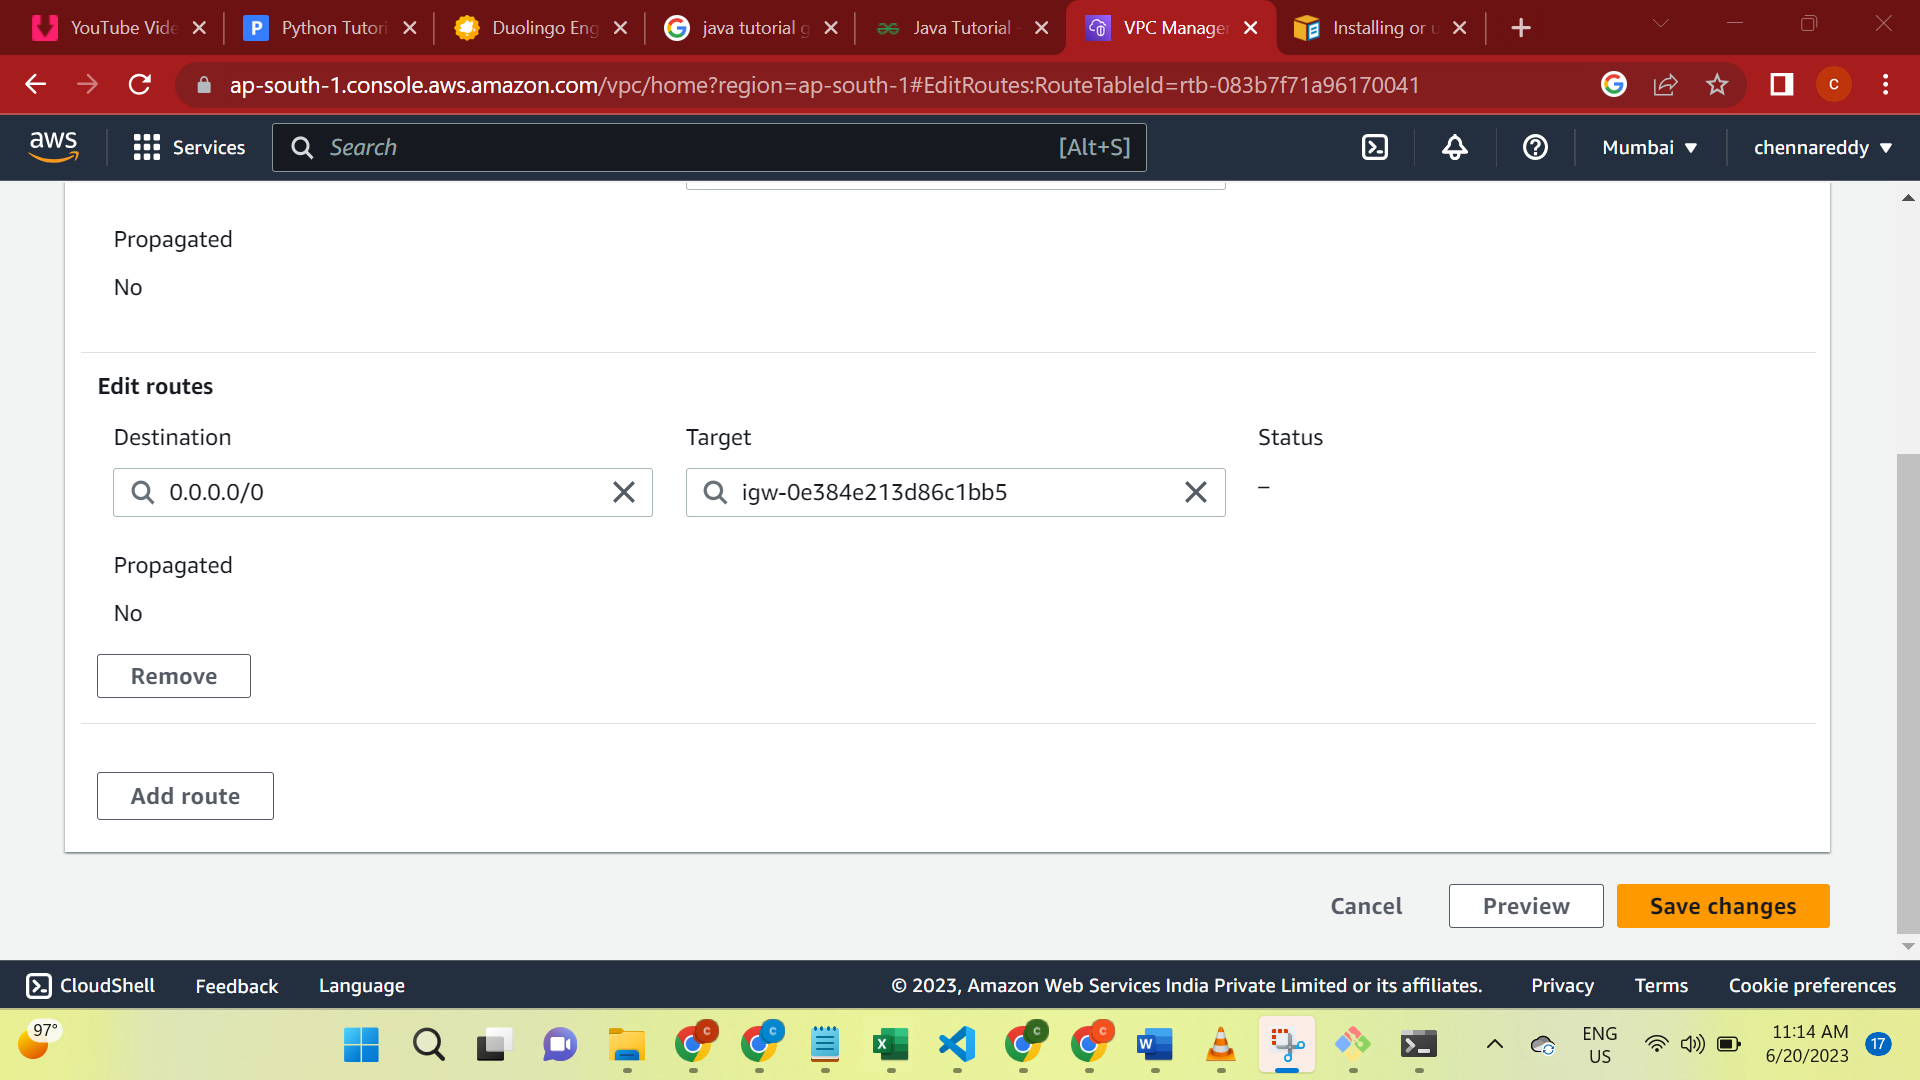 YouTube Vide
Python Tutori
Duolingo Eng
java tutorial g
Java Tutorial -
VPC Manager
Installing or u
ap-south-1.console.aws.amazon.com/vpc/home?region=ap-south-1#EditRoutes:RouteTableId=rtb-083b7f71a96170041
C
aws
Services
Search
[Alt+S]
Mumbai
chennareddy
Propagated
No
Edit routes
Destination
Target
Status
0.0.0.0/0
igw-0e384e213d86c1bb5
–
Propagated
No
Remove
Add route
Cancel
Preview
Save changes
CloudShell
Feedback
Language
© 2023, Amazon Web Services India Private Limited or its affiliates.
Privacy
Terms
Cookie preferences
97°
ENG
US
11:14 AM
6/20/2023
17